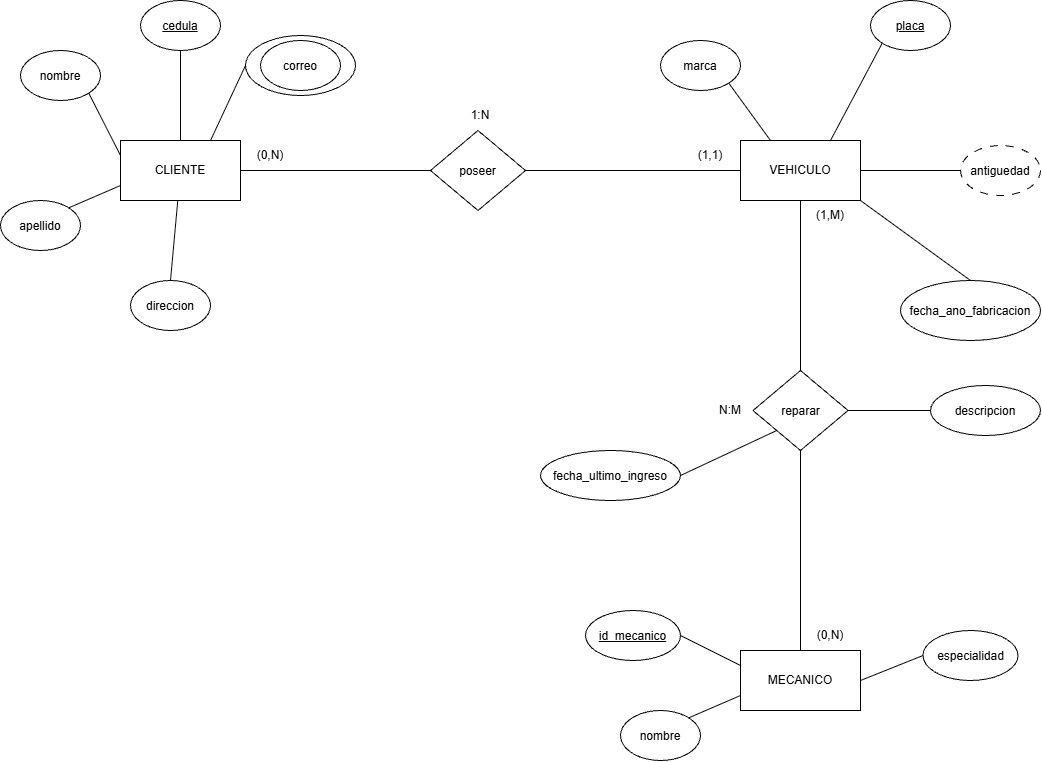 cedula
placa
correo
marca
nombre
1:N
(0,N)
(1,1)
CLIENTE
poseer
VEHICULO
antiguedad
(1,M)
apellido
direccion
fecha_ano_fabricacion
N:M
reparar
descripcion
fecha_ultimo_ingreso
id_mecanico
(0,N)
especialidad
MECANICO
nombre